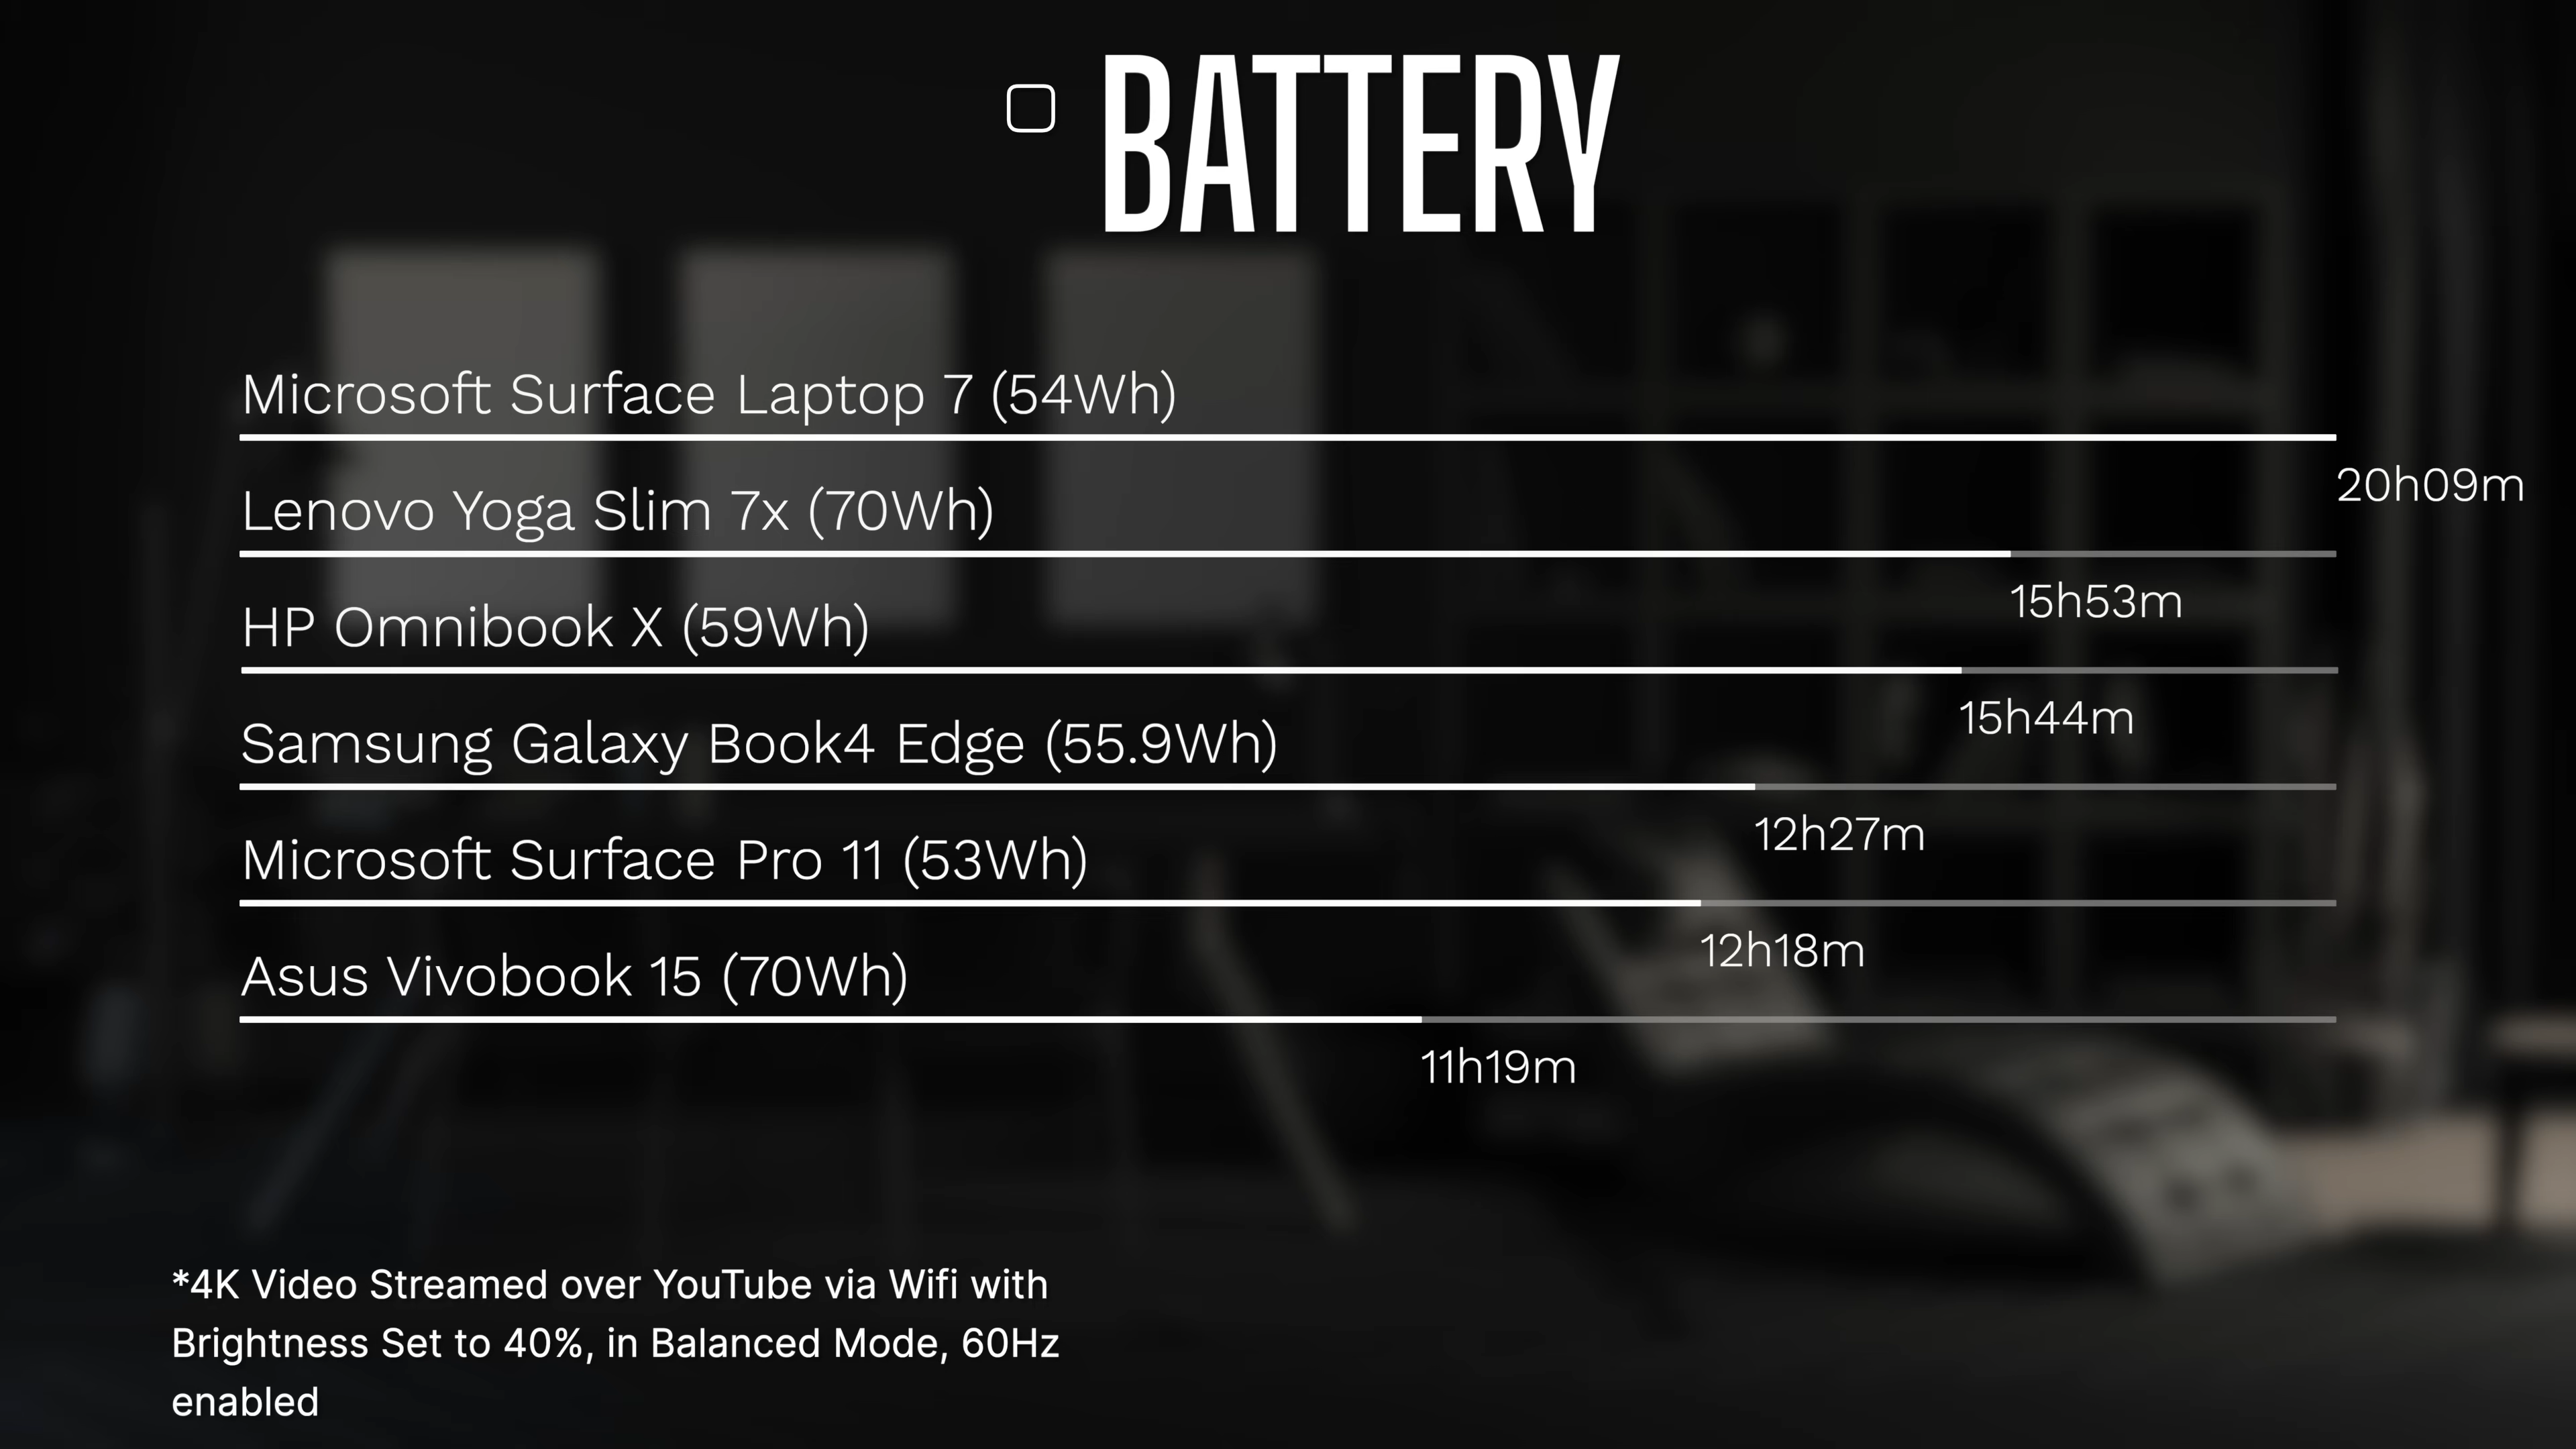 BATTERY
Microsoft Surface Laptop 7 (54Wh)
20h09m
Lenovo Yoga Slim 7x (70Wh)
15h53m
HP Omnibook X (59Wh)
15h44m
Samsung Galaxy Book4 Edge (55.9Wh)
12h27m
Microsoft Surface Pro 11 (53Wh)
12h18m
Asus Vivobook 15 (70Wh)
11h19m
*4K Video Streamed over YouTube via Wifi with
Brightness Set to 40%, in Balanced Mode, 60Hz
enabled